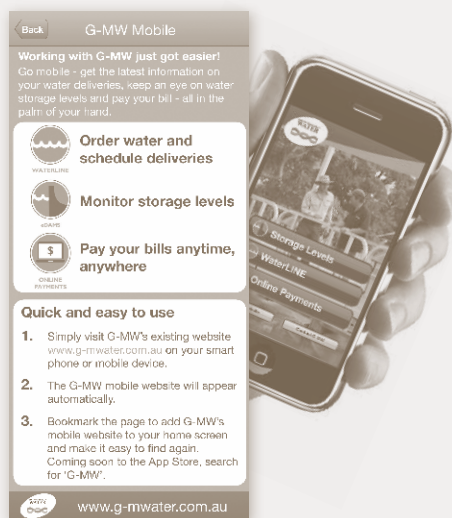 Back
G-MW Mobile
Working with G-MW just got easier!
Go mobile - get the latest information on
your water deliveries, keep an eye on water
storage levels and pay your bill - all in the
palm of your hand.
WATERLINE
Order water and
schedule deliveries
eDAMS
Monitor storage levels
ONLINE
PAYMENTS
Pay your bills anytime,
anywhere
Quick and easy to use
1. Simply visit G-MW's existing website
www.g-mwater.com.au on your smart
phone or mobile device.
2. The G-MW mobile website will appear
automatically.
3. Bookmark the page to add G-MW's
mobile website to your home screen
and make it easy to find again.
Coming soon to the App Store, search
for 'G-MW'.
www.g-mwater.com.au
WATER
Storage Levels
WaterLINE
Online Payments
Contact us